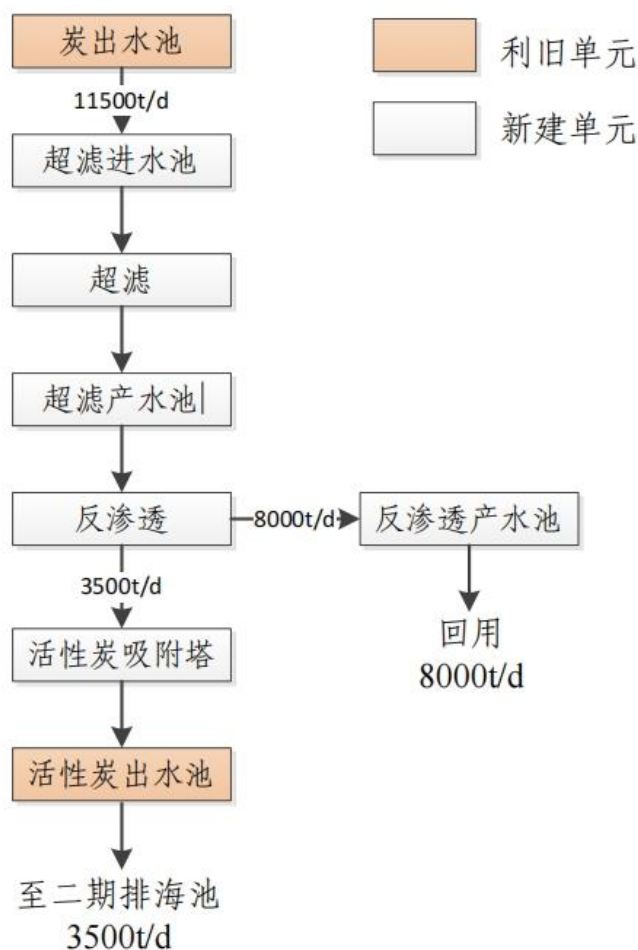 炭出水池
利旧单元
11500t/d
新建单元
超滤进水池
超滤
超滤产水池
反渗透
8000t/d
反渗透产水池
3500t/d
回用
8000t/d
活性炭吸附塔
活性炭出水池
至二期排海池
3500t/d